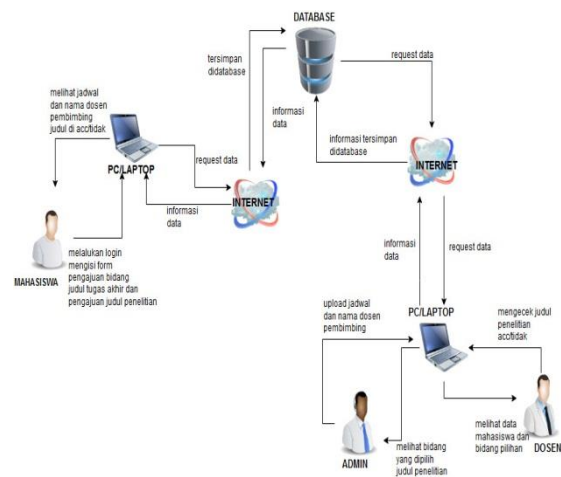 DATABASE
tersimpan
didatabase
request data
informasi
data
informasi tersimpan
didatabase
melihat jadwal
dan nama dosen
pembimbing
judul di acc/tidak
PC/LAPTOP
request data
INTERNET
informasi
data
INTERNET
MAHASISWA
melalukan login
mengisi form
pengajuan bidang
judul tugas akhir dan
pengajuan judul penelitian
informasi
data
request data
upload jadwal
dan nama dosen
pembimbing
PC/LAPTOP
mengecek judul
penelitian
acc/tidak
ADMIN
melihat bidang
yang dipilih
judul penelitian
melihat data
mahasiswa dan
bidang pilihan
DOSEN